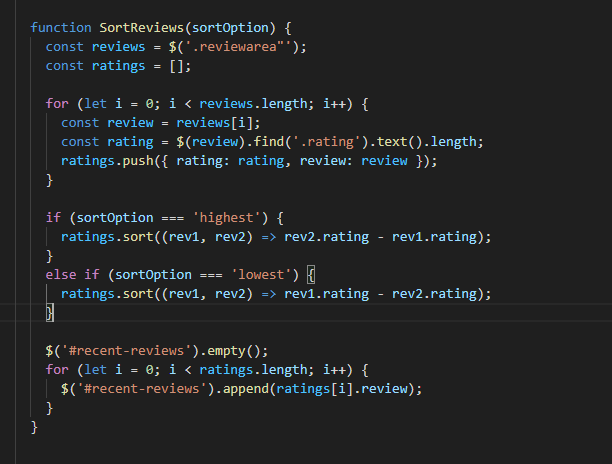 function SortReviews(sortOption) {
const reviews = $('.reviewarea"');
const ratings = [];
for (let i = 0; i < reviews.length; i++) {
const review = reviews[i];
const rating = $(review).find('.rating').text().length;
ratings.push({ rating: rating, review: review });
}
if (sortOption === 'highest') {
ratings.sort((rev1, rev2) => rev2.rating - rev1.rating);
}
else if (sortOption === 'lowest') {
ratings.sort((rev1, rev2) => rev1.rating - rev2.rating);
}
$('#recent-reviews').empty();
for (let i = 0; i < ratings.length; i++) {
$('#recent-reviews').append(ratings[i].review);
}
}